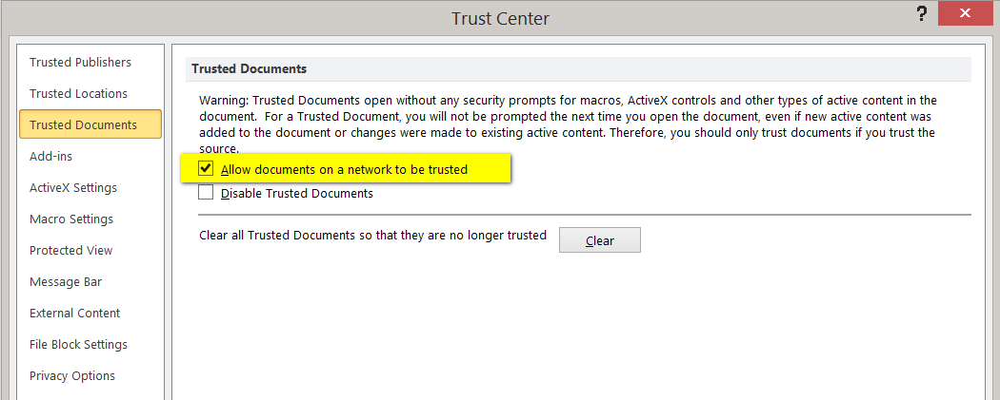 Trust Center
?
Trusted Publishers
Trusted Locations
Trusted Documents
Add-ins
ActiveX Settings
Macro Settings
Protected View
Message Bar
External Content
File Block Settings
Privacy Options
Trusted Documents
Warning: Trusted Documents open without any security prompts for macros, ActiveX controls and other types of active content in the
document.  For a Trusted Document, you will not be prompted the next time you open the document, even if new active content was
added to the document or changes were made to existing active content. Therefore, you should only trust documents if you trust the
source.
Allow documents on a network to be trusted
Disable Trusted Documents
Clear all Trusted Documents so that they are no longer trusted
Clear